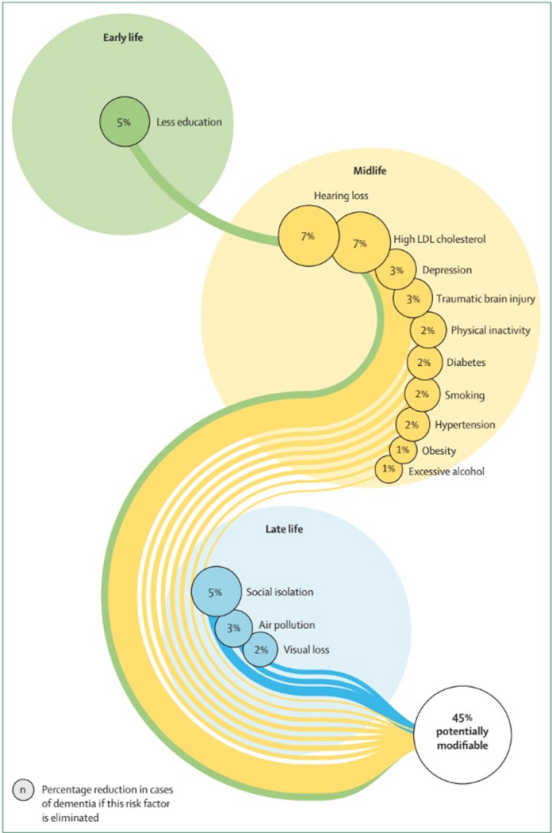 Early life
5%
Less education
Midlife
Hearing loss
7%
7%
High LDL cholesterol
3%
Depression
3%
Traumatic brain injury
2%
Physical inactivity
2%
Diabetes
2%
Smoking
2%
Hypertension
1%
Obesity
1%
Excessive alcohol
Late life
5%
Social isolation
3%
Air pollution
2%
Visual loss
45%
potentially
modifiable
n
Percentage reduction in cases
of dementia if this risk factor
is eliminated